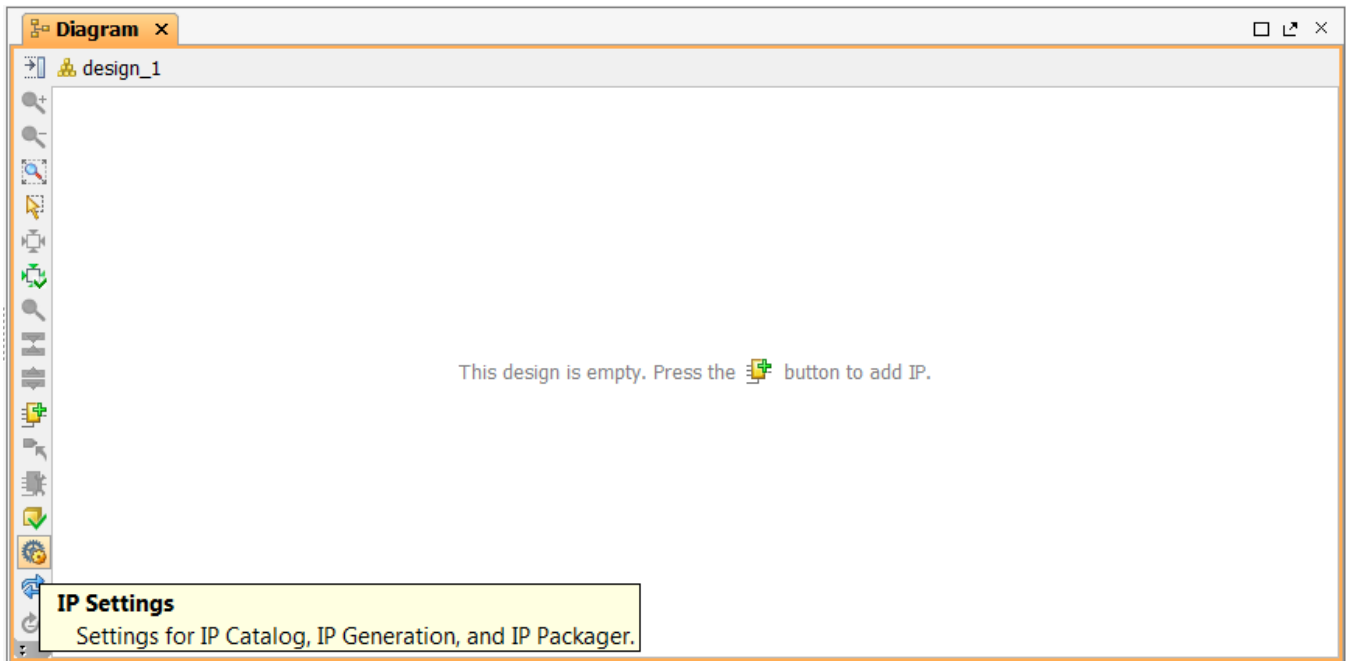 Diagram
design_1
This design is empty. Press the button to add IP.
IP Settings
Settings for IP Catalog, IP Generation, and IP Packager.